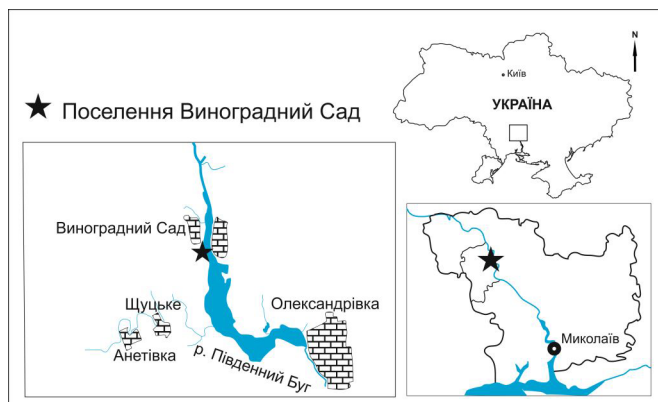 N
Київ
УКРАЇНА
Поселення Виноградний Сад
Виноградний Сад
Щуцьке
Олександрівка
Анетівка
р. Південний Буг
Миколаїв